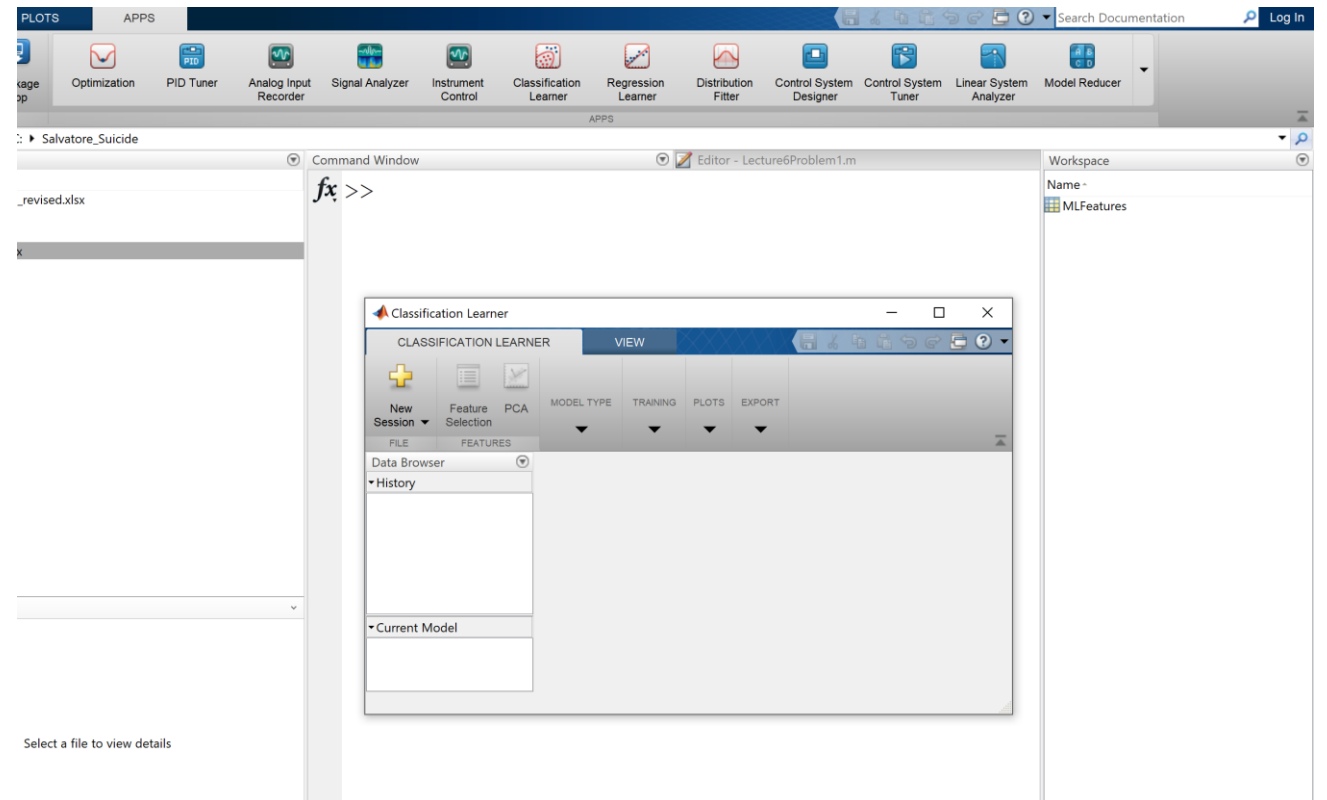 PLOTS APPS Search Documentation Log In
PID
Optimization PID Tuner Analog Input Recorder Signal Analyzer Instrument Control Classification Learner Regression Learner Distribution Fitter Control System Designer Control System Tuner Linear System Analyzer Model Reducer
APPS
Salvatore_Suicide
Command Window Editor - Lecture6Problem1.m Workspace
fx >>
Name
_revised.xlsx
MLFeatures
x
Classification Learner
CLASSIFICATION LEARNER VIEW
New Session Feature Selection PCA MODEL TYPE TRAINING PLOTS EXPORT
FILE FEATURES
Data Browser
History
Current Model
Select a file to view details